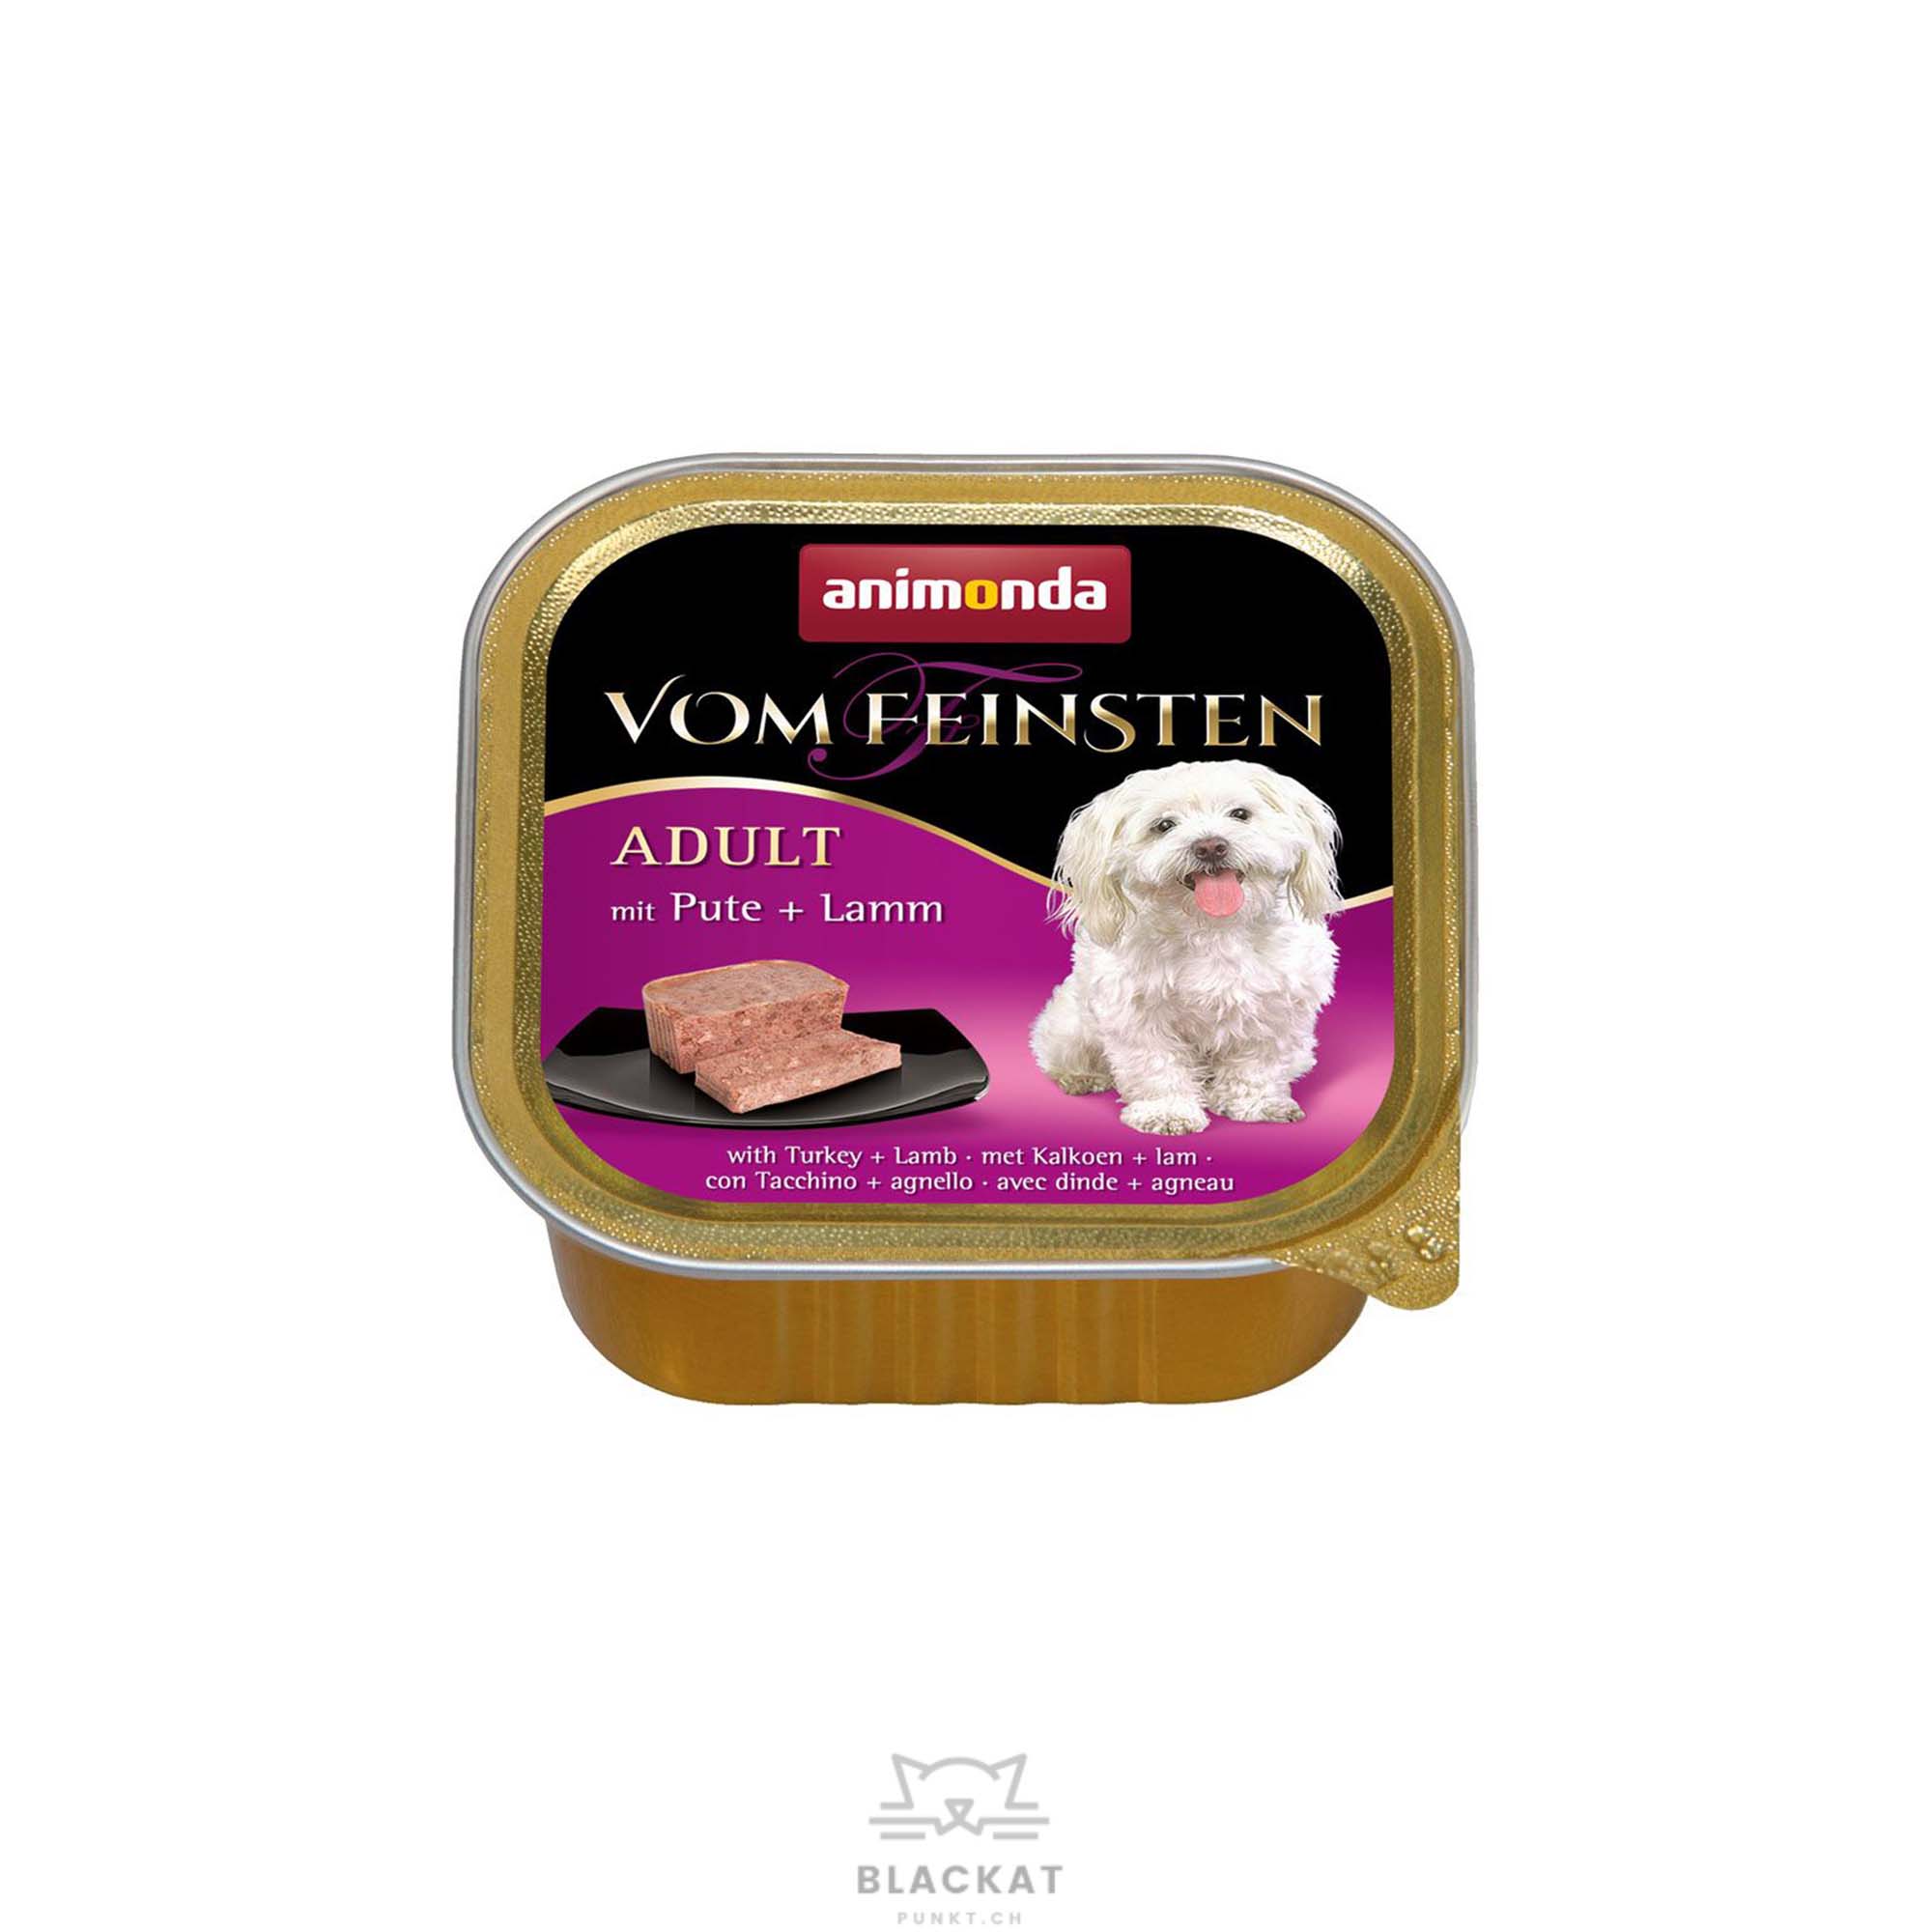 animonda
VOM FEINSTEN
ADULT
mit Pute + Lamm
with Turkey + Lamb · met Kalkoen + lam ·
con Tacchino + agnello · avec dinde + agneau
BLACKAT
PUNKT.CH